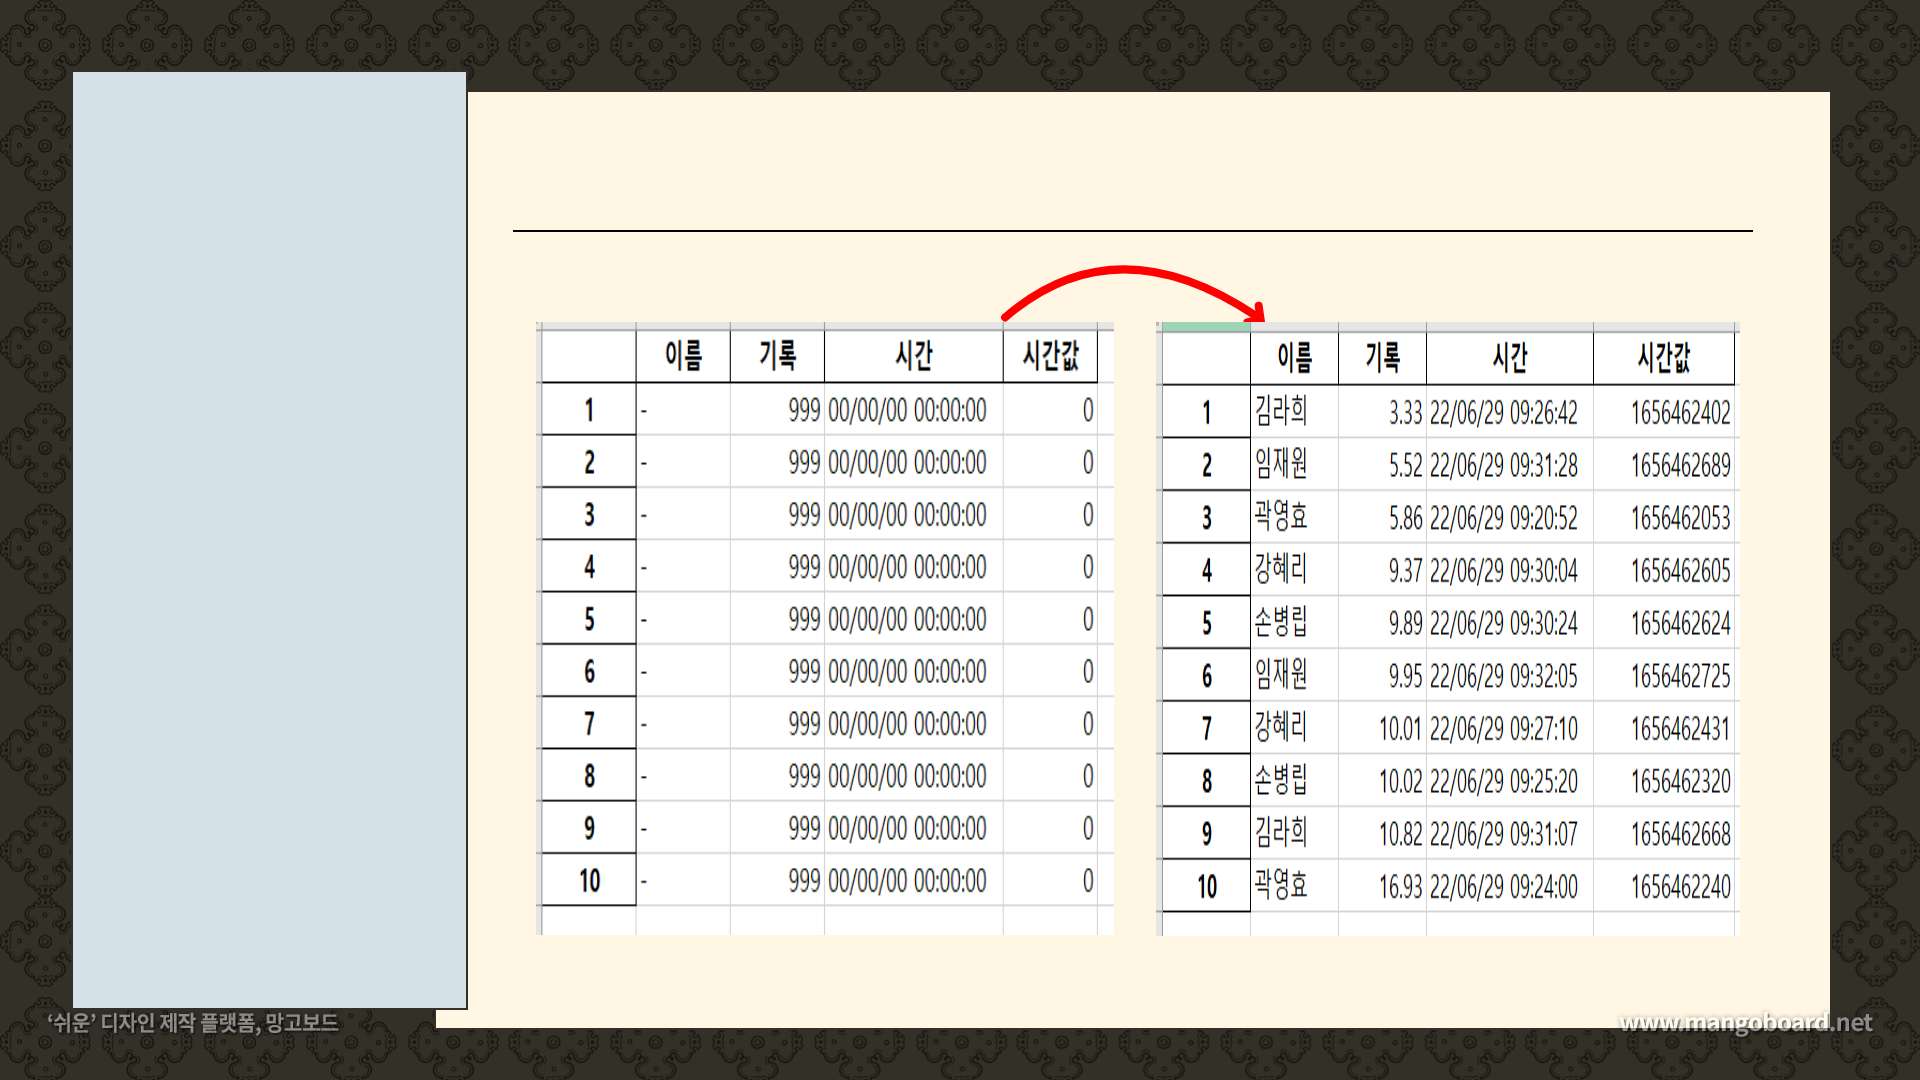 이름 기록 시간 시간값
1 - 999 00/00/00 00:00:00 0
2 - 999 00/00/00 00:00:00 0
3 - 999 00/00/00 00:00:00 0
4 - 999 00/00/00 00:00:00 0
5 - 999 00/00/00 00:00:00 0
6 - 999 00/00/00 00:00:00 0
7 - 999 00/00/00 00:00:00 0
8 - 999 00/00/00 00:00:00 0
9 - 999 00/00/00 00:00:00 0
10 - 999 00/00/00 00:00:00 0
이름 기록 시간 시간값
1 김라희 3.33 22/06/29 09:26:42 1656462402
2 임재원 5.52 22/06/29 09:31:28 1656462689
3 곽영효 5.86 22/06/29 09:20:52 1656462053
4 강혜리 9.37 22/06/29 09:30:04 1656462605
5 손병립 9.89 22/06/29 09:30:24 1656462624
6 임재원 9.95 22/06/29 09:32:05 1656462725
7 강혜리 10.01 22/06/29 09:27:10 1656462431
8 손병립 10.02 22/06/29 09:25:20 1656462320
9 김라희 10.82 22/06/29 09:31:07 1656462668
10 곽영효 16.93 22/06/29 09:24:00 1656462240
‘쉬운’ 디자인 제작 플랫폼, 망고보드
www.mangoboard.net